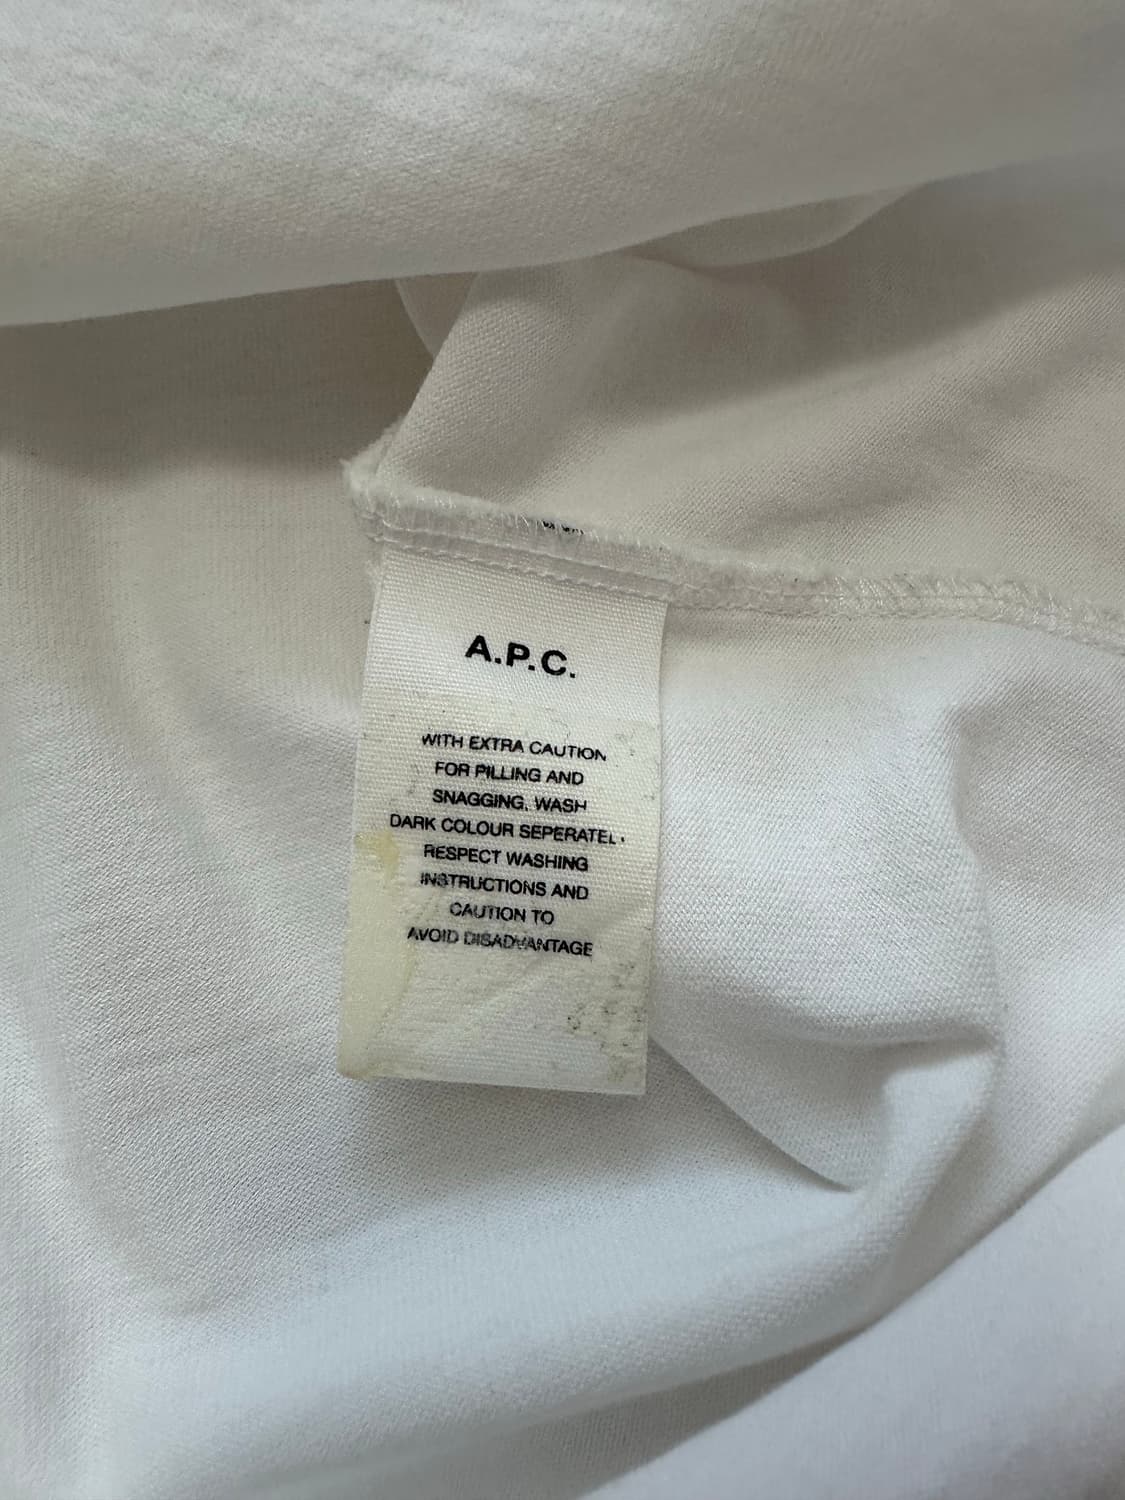 A.P.C.
WITH EXTRA CAUTION
FOR PILLING AND
SNAGGING, WASH
DARK COLOUR SEPERATEL
RESPECT WASHING
INSTRUCTIONS AND
CAUTION TO
AVOID DISADVANTAGE